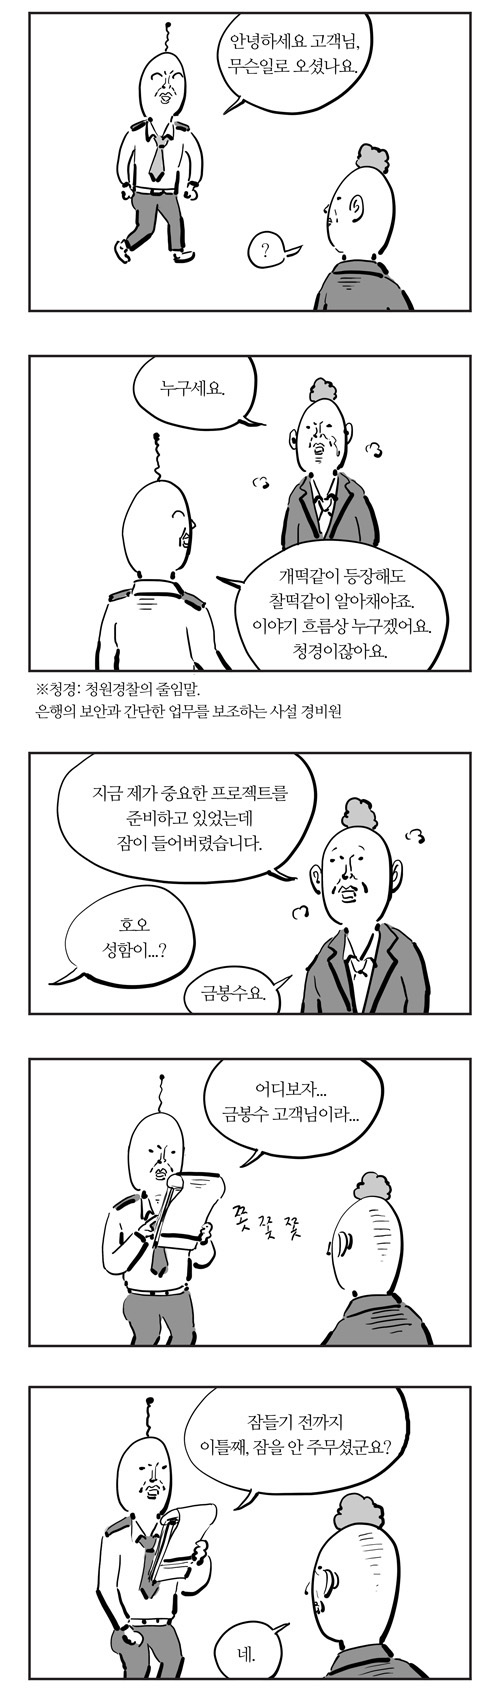 안녕하세요 고객님,
무슨일로 오셨나요.
?
누구세요.
개떡같이 등장해도
찰떡같이 알아채야죠.
이야기 흐름상 누구겠어요.
청경이잖아요.
※청경: 청원경찰의 줄임말.
은행의 보안과 간단한 업무를 보조하는 사설 경비원
지금 제가 중요한 프로젝트를
준비하고 있었는데
잠이 들어버렸습니다.
호오
성함이...?
금봉수요.
어디보자...
금봉수 고객님이라...
꽂 꽂 꽂
잠들기 전까지
이틀째, 잠을 안 주무셨군요?
네.